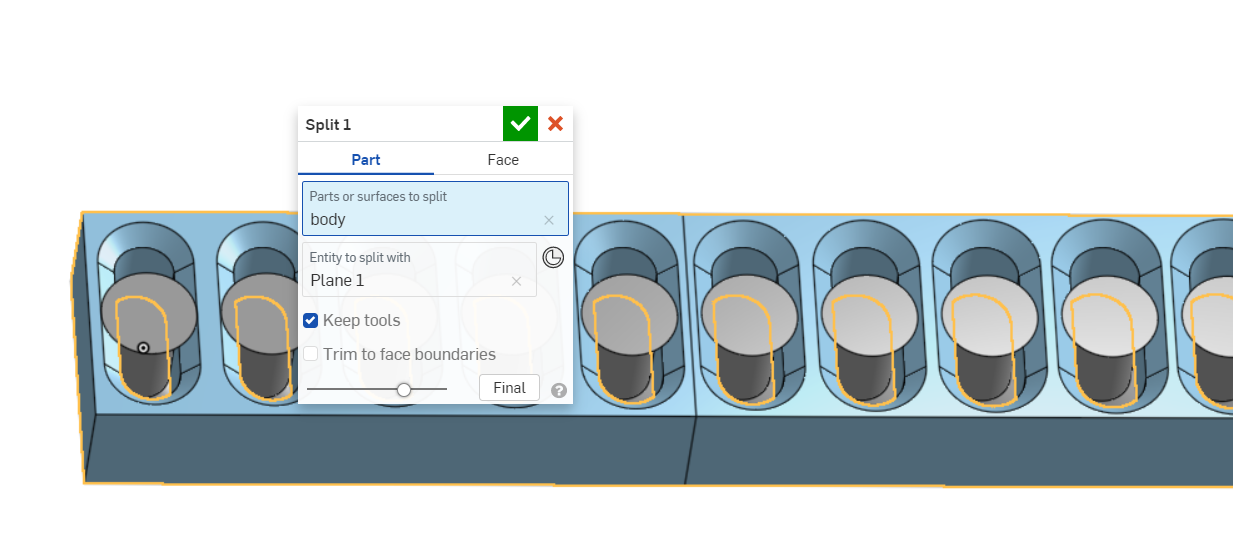 Split 1
Part Face
Parts or surfaces to split
body
Entity to split with
Plane 1
Keep tools
Trim to face boundaries
Final ?